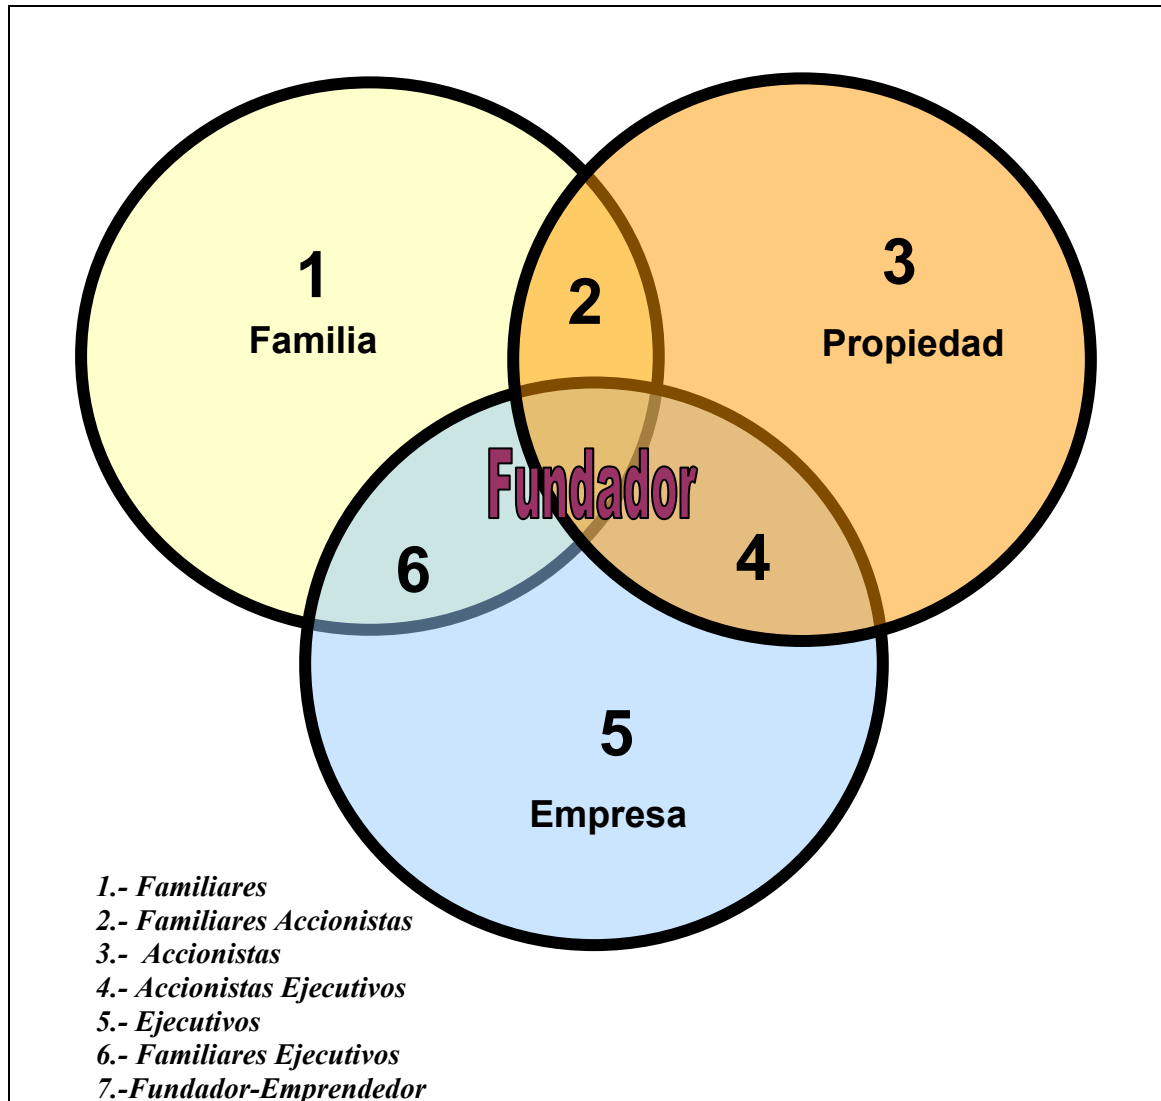 1
Familia
2
3
Propiedad
Fundador
6
4
5
Empresa
1.- Familiares
2.- Familiares Accionistas
3.- Accionistas
4.- Accionistas Ejecutivos
5.- Ejecutivos
6.- Familiares Ejecutivos
7.-Fundador-Emprendedor